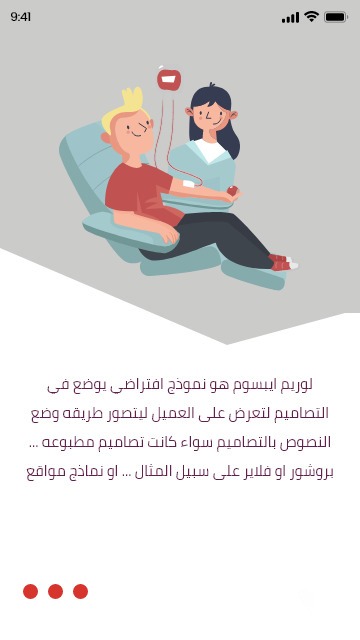 9:41
لوريم ايبسوم هو نموذج افتراضي يوضع في
التصاميم لتعرض على العميل ليتصور طريقه وضع
النصوص بالتصاميم سواء كانت تصاميم مطبوعه ...
بروشور او فلاير على سبيل المثال ... او نماذج مواقع